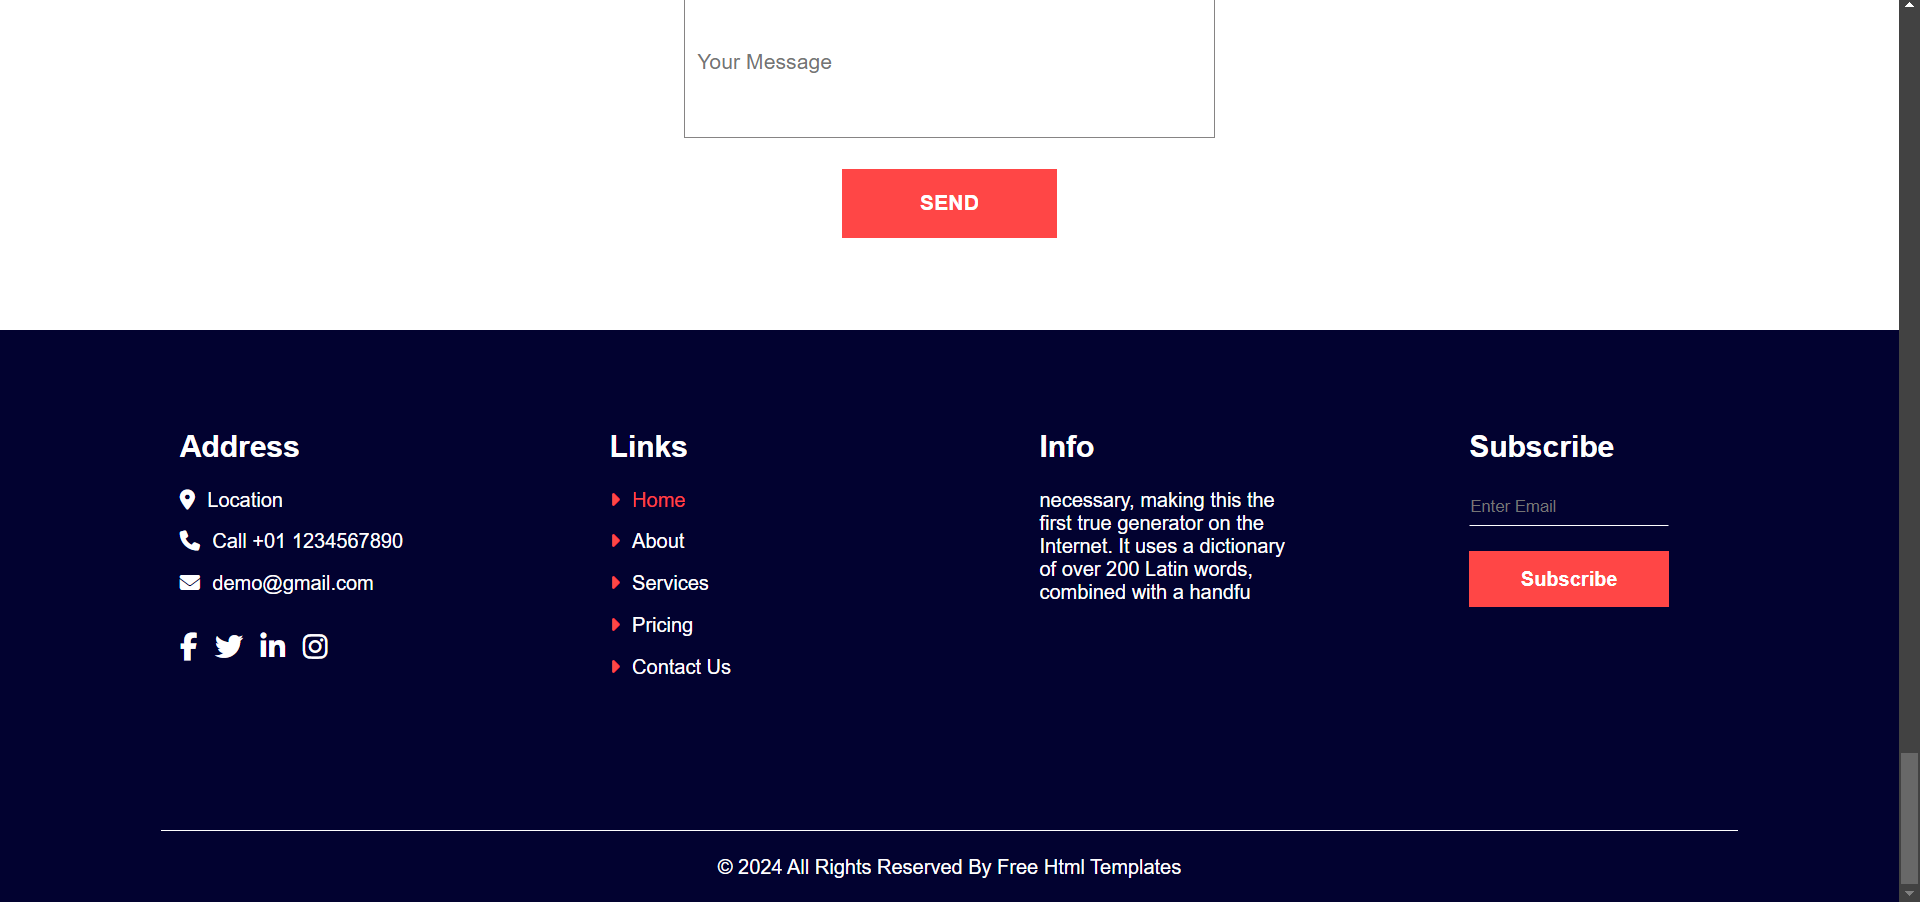 Your Message
SEND
Address
Location
Call +01 1234567890
demo@gmail.com
Links
Home
About
Services
Pricing
Contact Us
Info
necessary, making this the
first true generator on the
Internet. It uses a dictionary
of over 200 Latin words,
combined with a handfu
Subscribe
Enter Email
Subscribe
© 2024 All Rights Reserved By Free Html Templates